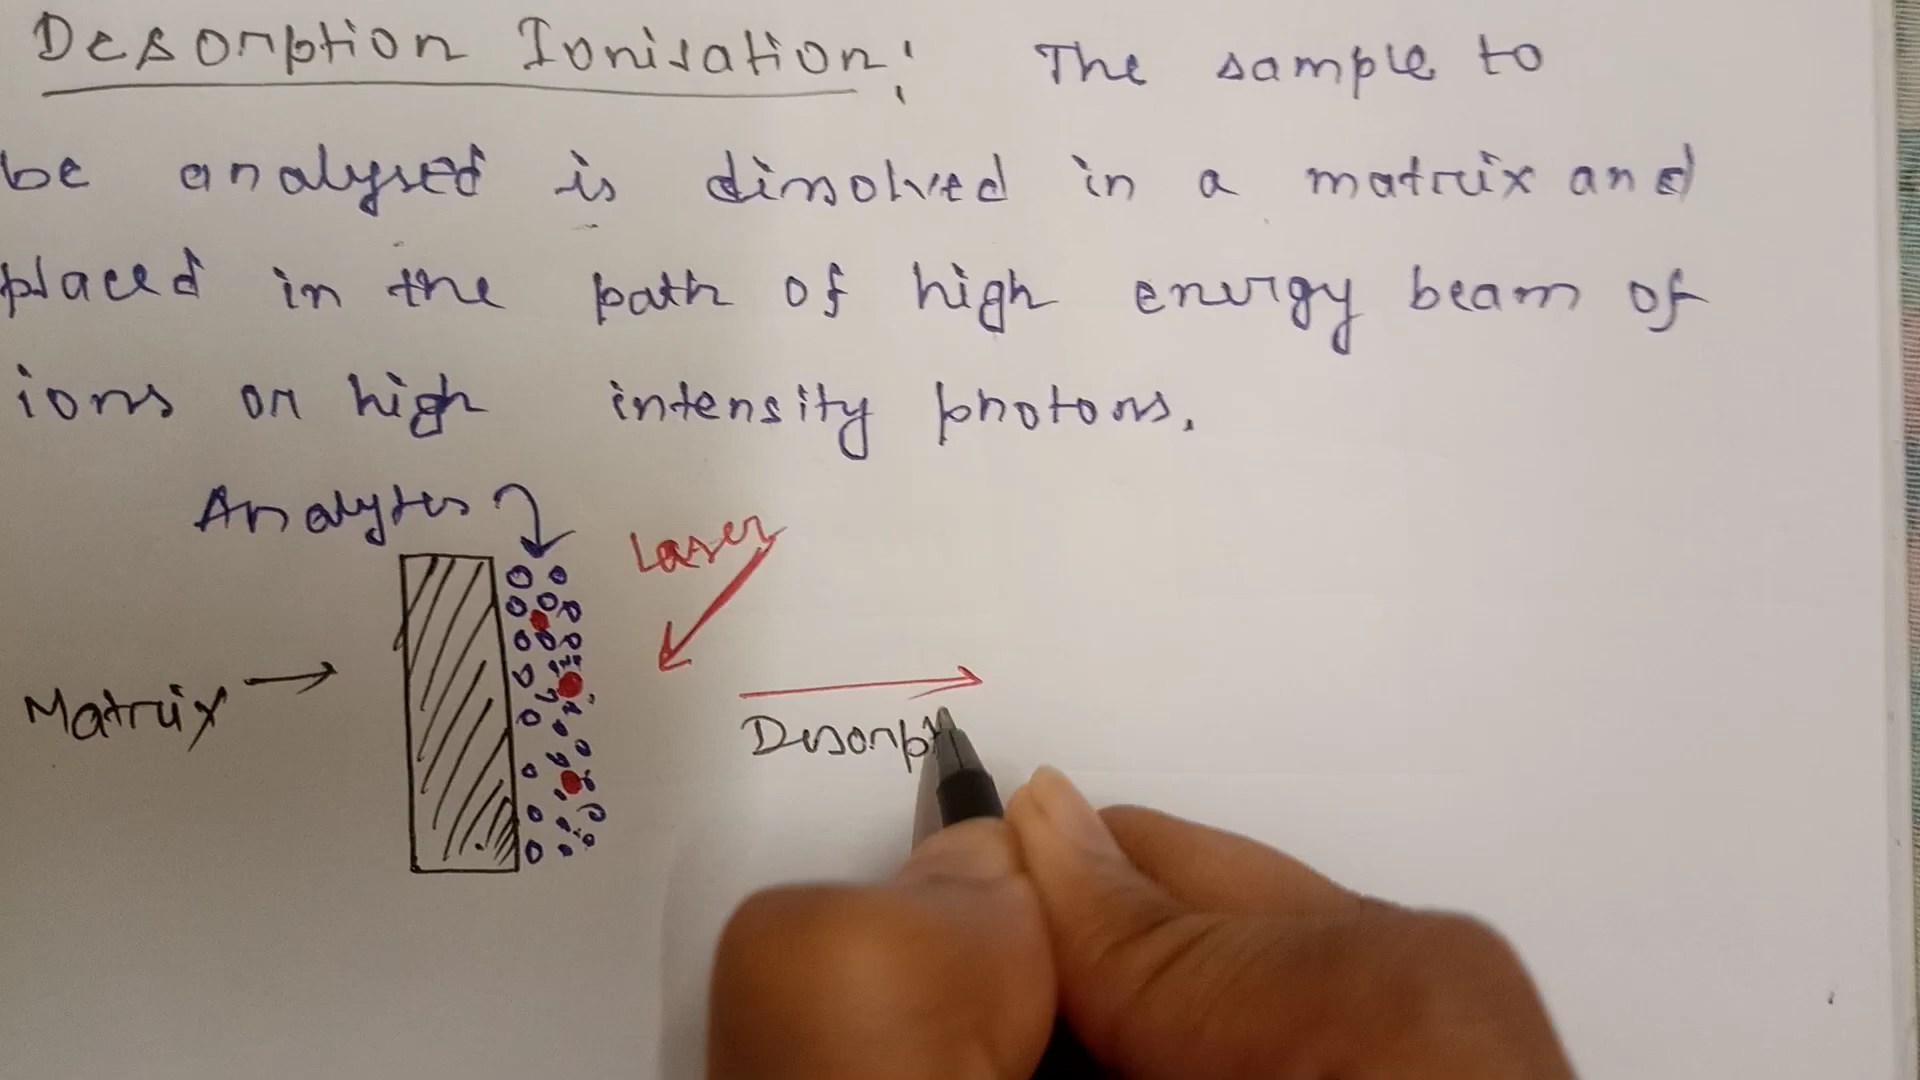 Desorption Ionisation: The sample to
be analysed is dissolved in a matrix and
placed in the path of high energy beam of
ions or high intensity photons.
Analytes
Laser
Matrix
Desorpt